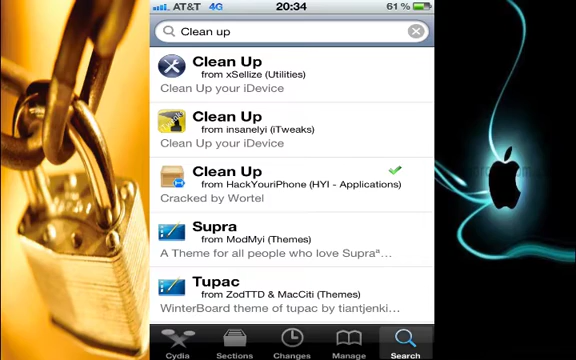 AT&T 4G 20:34 61 %
Clean up
Clean Up
from xSellize (Utilities)
Clean Up your iDevice
Clean Up
from insanelyi (iTweaks)
Clean Up your iDevice
Clean Up
from HackYouriPhone (HYI - Applications)
Cracked by Wortel
Supra
from ModMyi (Themes)
A Theme for all people who love Supraª...
Tupac
from ZodTTD & MacCiti (Themes)
WinterBoard theme of tupac by tiantjenki...
Cydia Sections Changes Manage Search